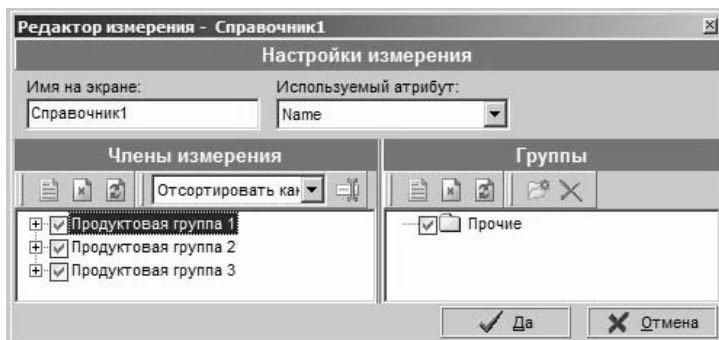 Редактор измерения - Справочник1
Настройки измерения
Имя на экране: Используемый атрибут:
Справочник1 Name
Члены измерения Группы
Отсортировать как
Продуктовая группа 1 Прочие
Продуктовая группа 2
Продуктовая группа 3
Да Отмена